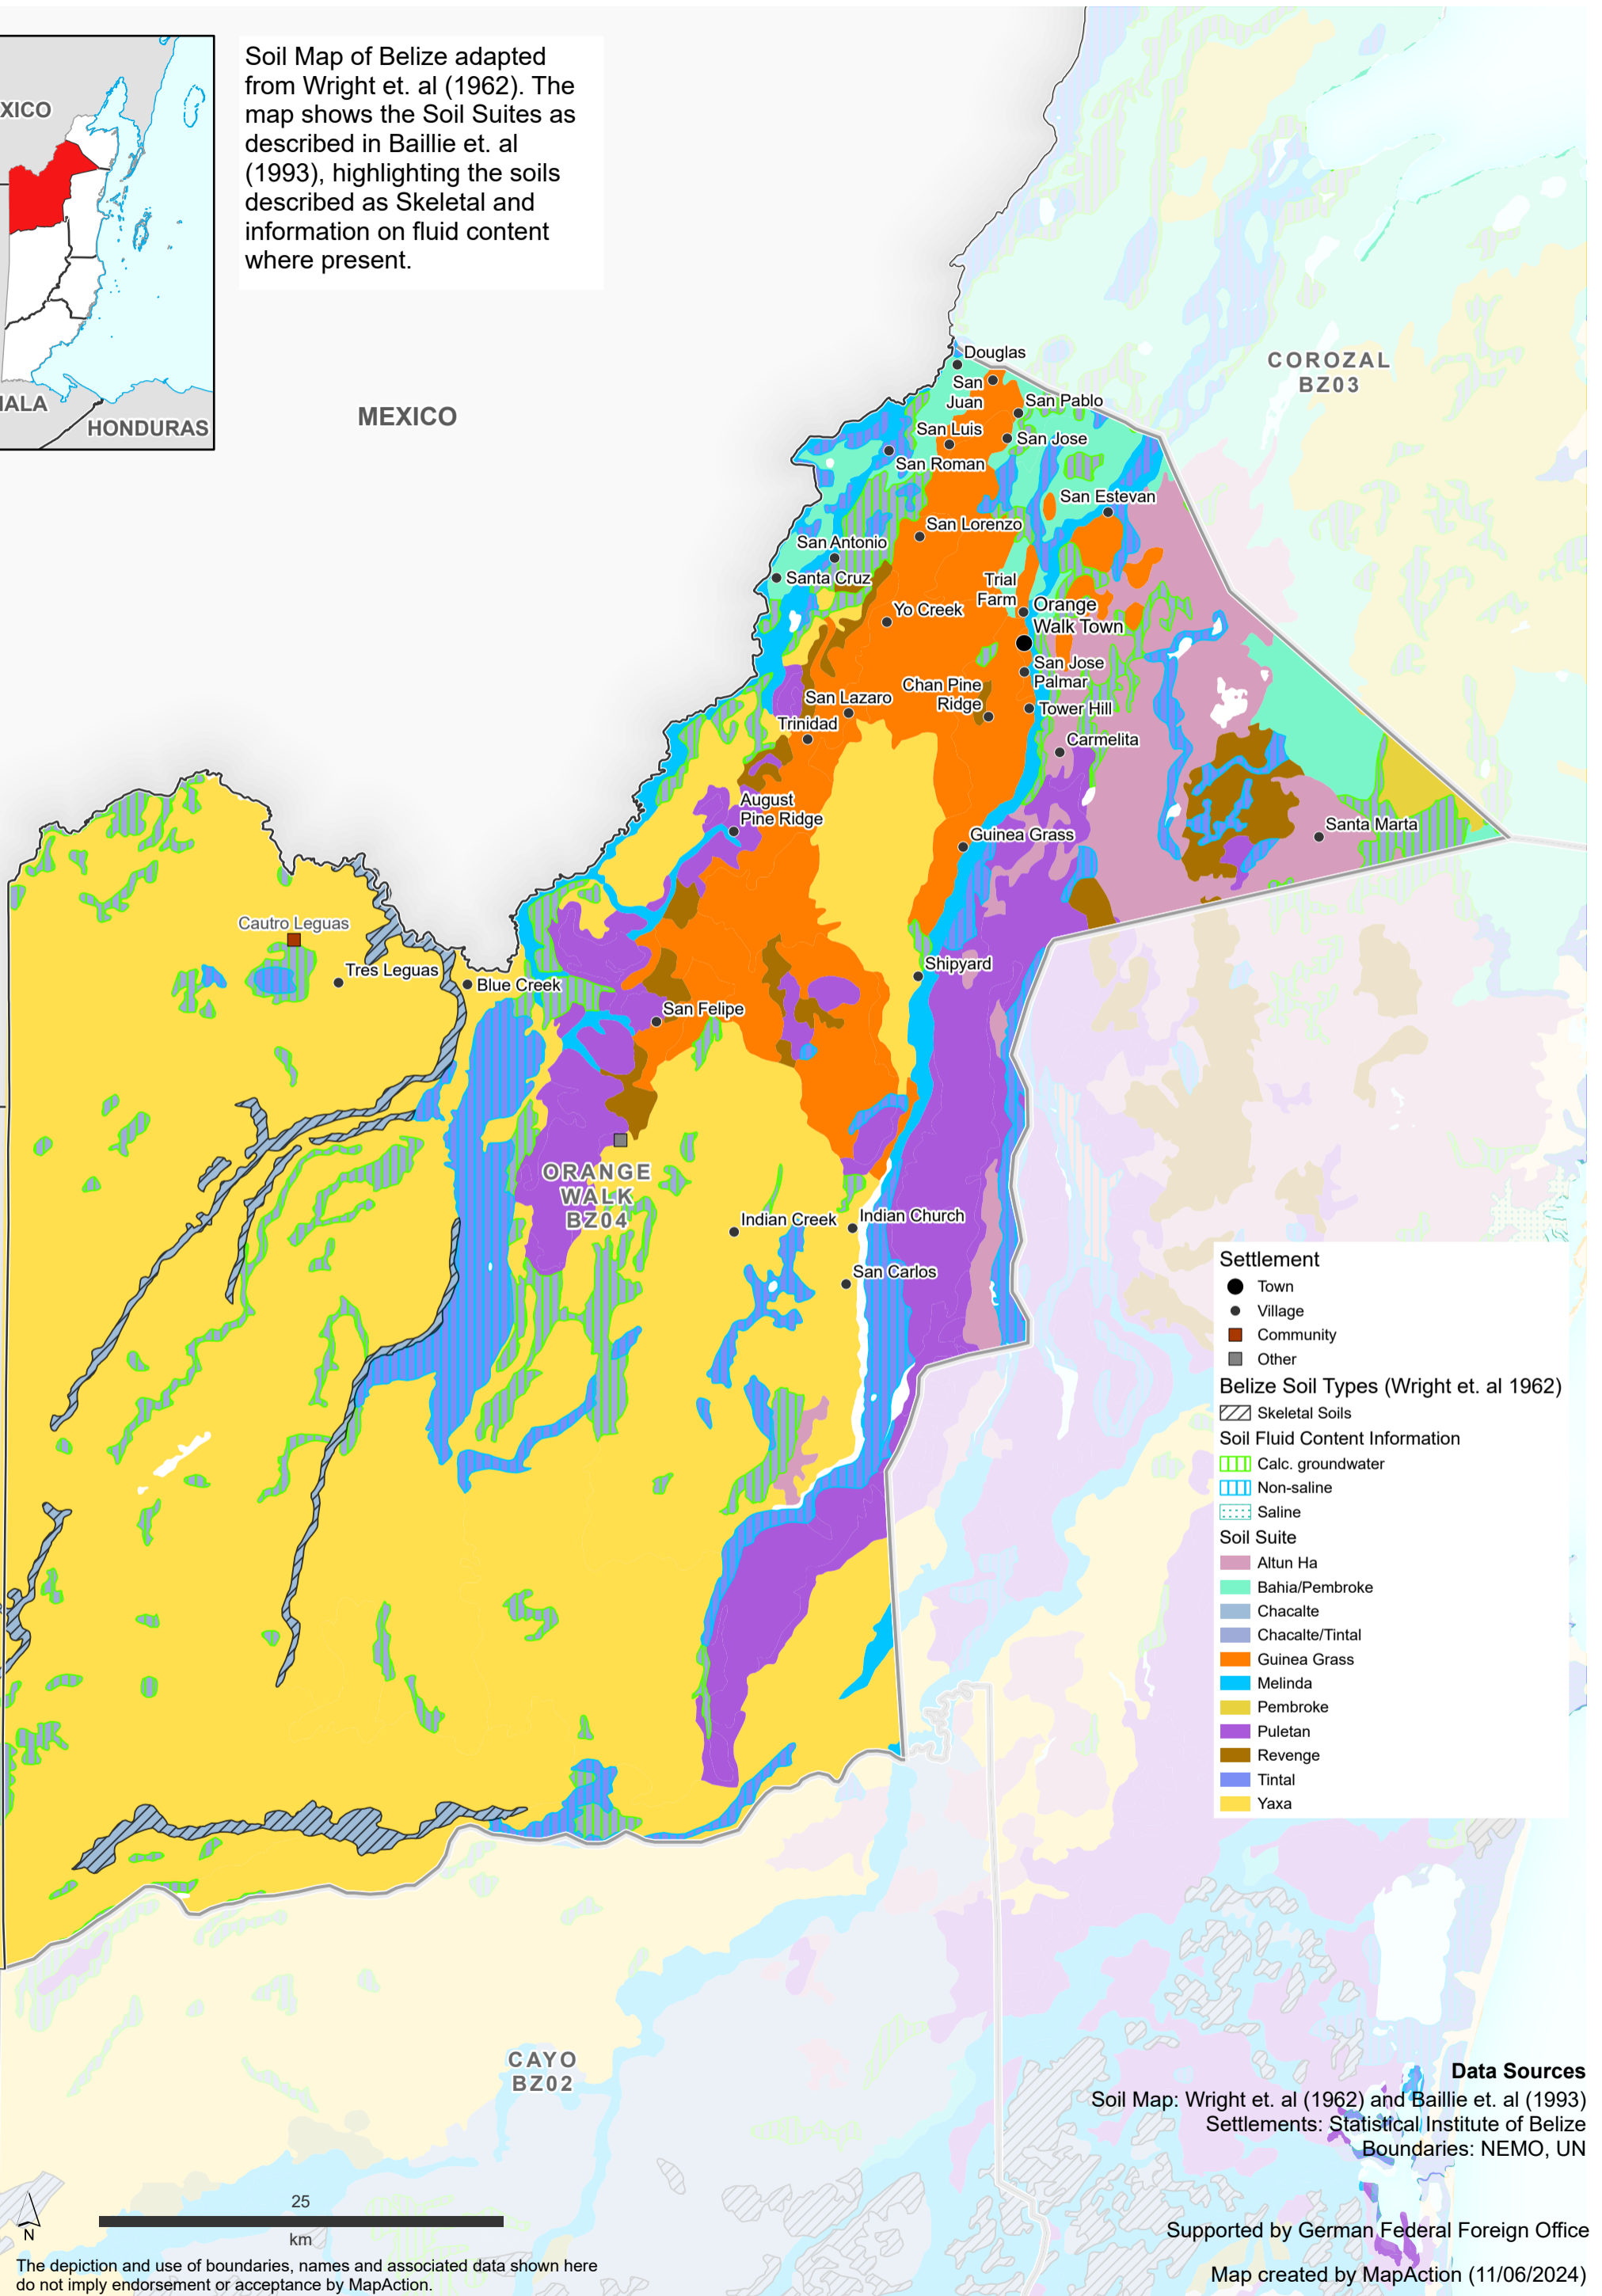 XICO
IALA
HONDURAS
Soil Map of Belize adapted
from Wright et. al (1962). The
map shows the Soil Suites as
described in Baillie et. al
(1993), highlighting the soils
described as Skeletal and
information on fluid content
where present.
MEXICO
COROZAL
BZ03
Douglas
San
Juan
San Pablo
San Luis
San Jose
San Roman
San Estevan
San Lorenzo
San Antonio
Santa Cruz
Trial
Farm
Yo Creek
Orange
Walk Town
San Jose
Palmar
Chan Pine
Ridge
San Lazaro
Tower Hill
Trinidad
Carmelita
August
Pine Ridge
Guinea Grass
Santa Marta
Cautro Leguas
Tres Leguas
Blue Creek
Shipyard
San Felipe
ORANGE
WALK
BZ04
Indian Creek
Indian Church
San Carlos
Settlement
Town
Village
Community
Other
Belize Soil Types (Wright et. al 1962)
Skeletal Soils
Soil Fluid Content Information
Calc. groundwater
Non-saline
Saline
Soil Suite
Altun Ha
Bahia/Pembroke
Chacalte
Chacalte/Tintal
Guinea Grass
Melinda
Pembroke
Puletan
Revenge
Tintal
Yaxa
CAYO
BZ02
Data Sources
Soil Map: Wright et. al (1962) and Baillie et. al (1993)
Settlements: Statistical Institute of Belize
Boundaries: NEMO, UN
25
km
N
Supported by German Federal Foreign Office
Map created by MapAction (11/06/2024)
The depiction and use of boundaries, names and associated data shown here
do not imply endorsement or acceptance by MapAction.